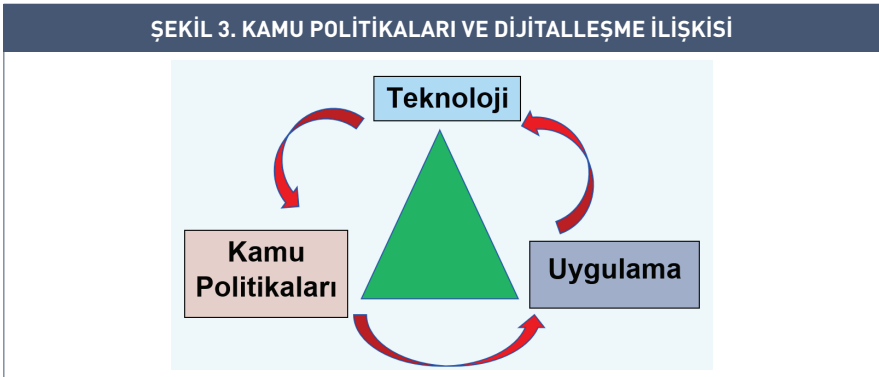 ŞEKİL 3. KAMU POLİTİKALARI VE DİJİTALLEŞME İLİŞKİSİ
Teknoloji
Kamu
Politikaları
Uygulama